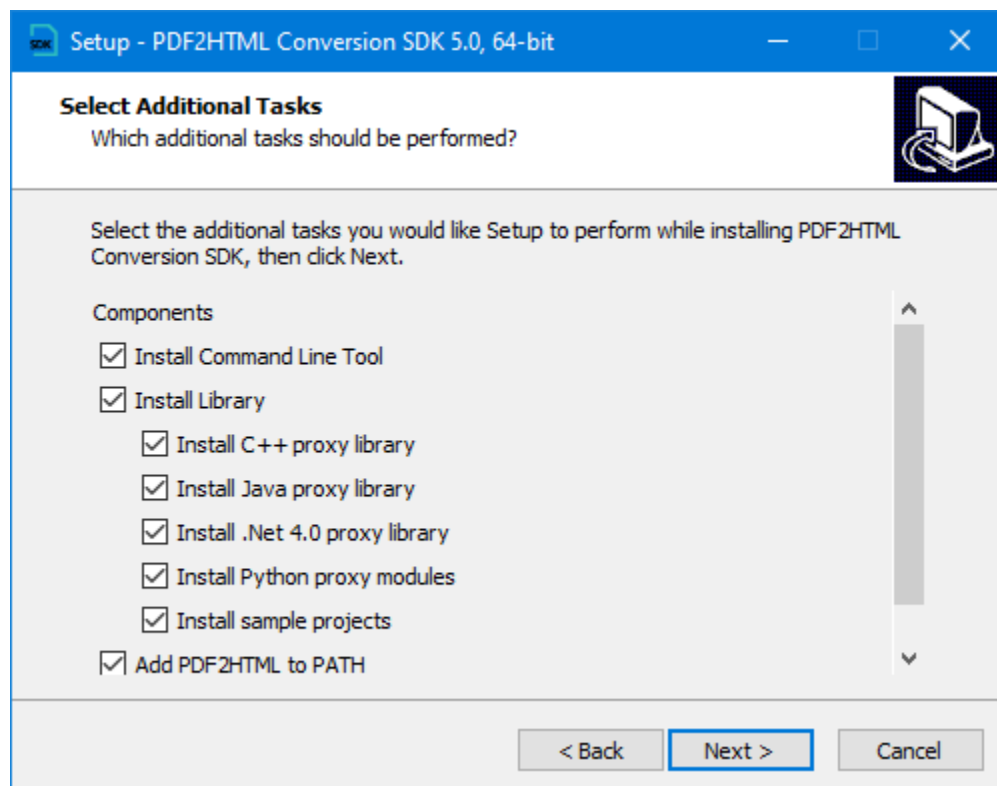 SDK
Setup - PDF2HTML Conversion SDK 5.0, 64-bit
Select Additional Tasks
Which additional tasks should be performed?
Select the additional tasks you would like Setup to perform while installing PDF2HTML
Conversion SDK, then click Next.
Components
Install Command Line Tool
Install Library
Install C++ proxy library
Install Java proxy library
Install .Net 4.0 proxy library
Install Python proxy modules
Install sample projects
Add PDF2HTML to PATH
< Back
Next >
Cancel